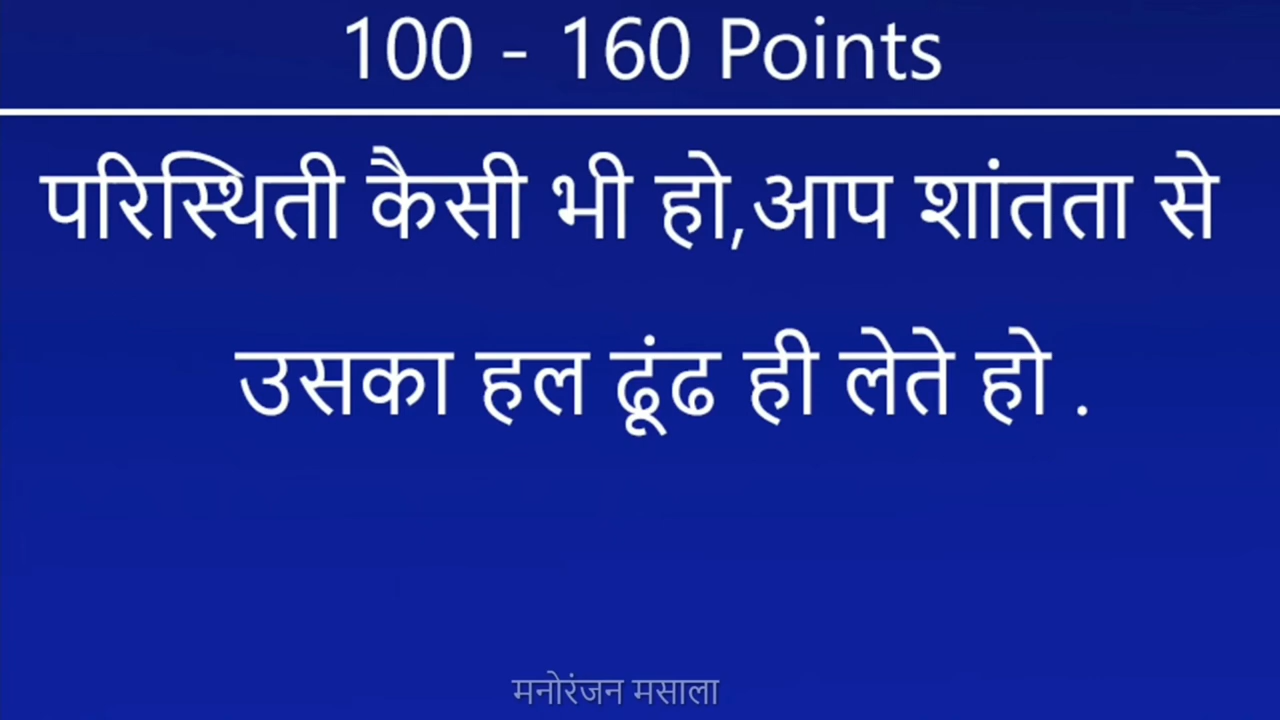 100 - 160 Points
परिस्थिती कैसी भी हो,आप शांतता से
उसका हल ढूंढ ही लेते हो .
मनोरंजन मसाला